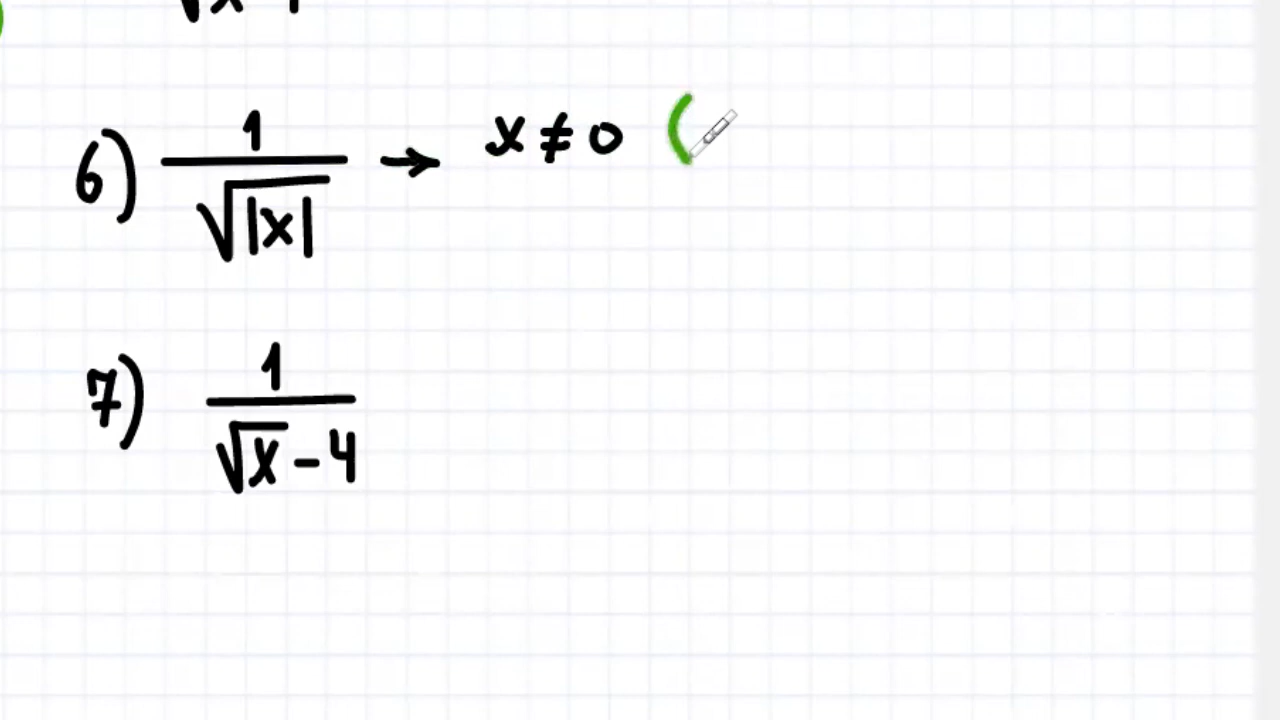 6) 1/√|x| → x ≠ 0 (
7) 1/(√x - 4)